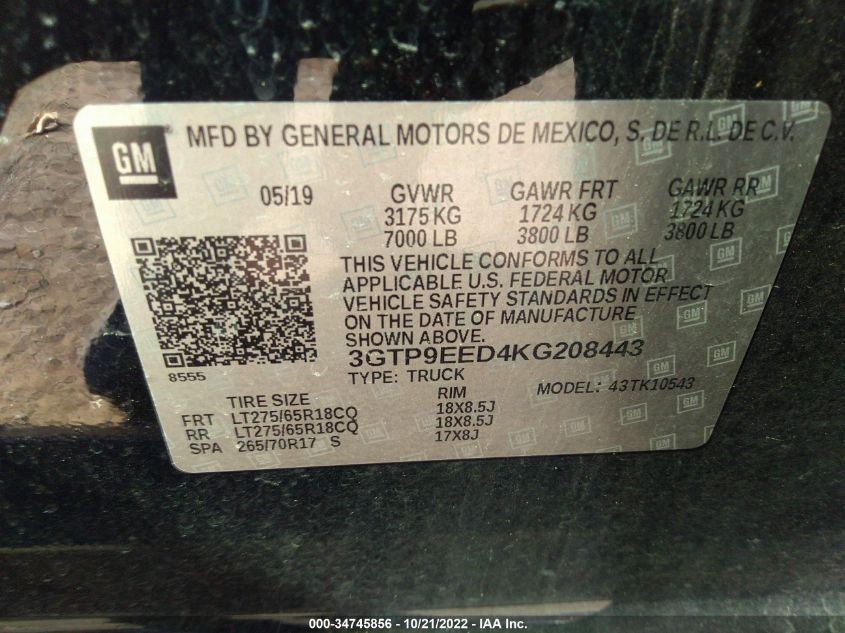 GM
MFD BY GENERAL MOTORS DE MEXICO, S. DE R.L. DE C.V.
05/19 GVWR GAWR FRT GAWR RR
3175 KG 1724 KG 1724 KG
7000 LB 3800 LB 3800 LB
THIS VEHICLE CONFORMS TO ALL
APPLICABLE U.S. FEDERAL MOTOR
VEHICLE SAFETY STANDARDS IN EFFECT
ON THE DATE OF MANUFACTURE
SHOWN ABOVE.
3GTP9EED4KG208443
8555 TYPE: TRUCK MODEL: 43TK10543
TIRE SIZE RIM
FRT LT275/65R18CQ 18X8.5J
RR LT275/65R18CQ 18X8.5J
SPA 265/70R17 S 17X8J
000-34745856 - 10/21/2022 - IAA Inc.